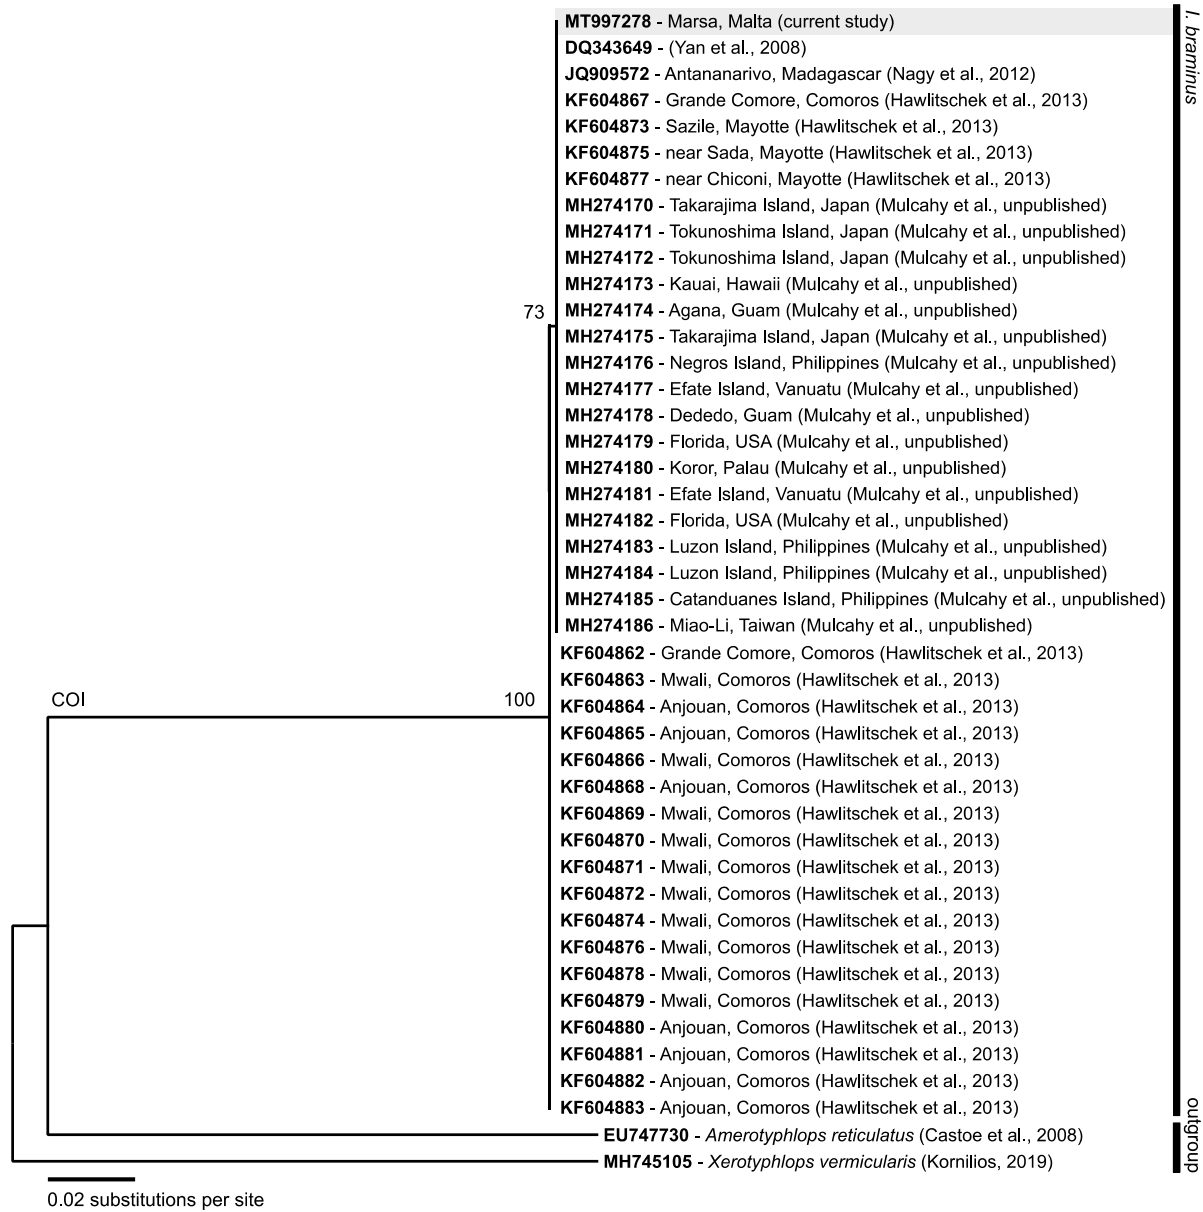 MT997278 - Marsa, Malta (current study)
DQ343649 - (Yan et al., 2008)
JQ909572 - Antananarivo, Madagascar (Nagy et al., 2012)
KF604867 - Grande Comore, Comoros (Hawlitschek et al., 2013)
KF604873 - Sazile, Mayotte (Hawlitschek et al., 2013)
KF604875 - near Sada, Mayotte (Hawlitschek et al., 2013)
KF604877 - near Chiconi, Mayotte (Hawlitschek et al., 2013)
MH274170 - Takarajima Island, Japan (Mulcahy et al., unpublished)
MH274171 - Tokunoshima Island, Japan (Mulcahy et al., unpublished)
MH274172 - Tokunoshima Island, Japan (Mulcahy et al., unpublished)
MH274173 - Kauai, Hawaii (Mulcahy et al., unpublished)
MH274174 - Agana, Guam (Mulcahy et al., unpublished)
73
MH274175 - Takarajima Island, Japan (Mulcahy et al., unpublished)
MH274176 - Negros Island, Philippines (Mulcahy et al., unpublished)
MH274177 - Efate Island, Vanuatu (Mulcahy et al., unpublished)
MH274178 - Dededo, Guam (Mulcahy et al., unpublished)
MH274179 - Florida, USA (Mulcahy et al., unpublished)
MH274180 - Koror, Palau (Mulcahy et al., unpublished)
MH274181 - Efate Island, Vanuatu (Mulcahy et al., unpublished)
MH274182 - Florida, USA (Mulcahy et al., unpublished)
MH274183 - Luzon Island, Philippines (Mulcahy et al., unpublished)
MH274184 - Luzon Island, Philippines (Mulcahy et al., unpublished)
MH274185 - Catanduanes Island, Philippines (Mulcahy et al., unpublished)
MH274186 - Miao-Li, Taiwan (Mulcahy et al., unpublished)
KF604862 - Grande Comore, Comoros (Hawlitschek et al., 2013)
KF604863 - Mwali, Comoros (Hawlitschek et al., 2013)
COI
100
KF604864 - Anjouan, Comoros (Hawlitschek et al., 2013)
KF604865 - Anjouan, Comoros (Hawlitschek et al., 2013)
KF604866 - Mwali, Comoros (Hawlitschek et al., 2013)
KF604868 - Anjouan, Comoros (Hawlitschek et al., 2013)
KF604869 - Mwali, Comoros (Hawlitschek et al., 2013)
KF604870 - Mwali, Comoros (Hawlitschek et al., 2013)
KF604871 - Mwali, Comoros (Hawlitschek et al., 2013)
KF604872 - Mwali, Comoros (Hawlitschek et al., 2013)
KF604874 - Mwali, Comoros (Hawlitschek et al., 2013)
KF604876 - Mwali, Comoros (Hawlitschek et al., 2013)
KF604878 - Mwali, Comoros (Hawlitschek et al., 2013)
KF604879 - Mwali, Comoros (Hawlitschek et al., 2013)
KF604880 - Anjouan, Comoros (Hawlitschek et al., 2013)
KF604881 - Anjouan, Comoros (Hawlitschek et al., 2013)
KF604882 - Anjouan, Comoros (Hawlitschek et al., 2013)
KF604883 - Anjouan, Comoros (Hawlitschek et al., 2013)
EU747730 - Amerotyphlops reticulatus (Castoe et al., 2008)
MH745105 - Xerotyphlops vermicularis (Kornilios, 2019)
0.02 substitutions per site
I. braminus
outgroup